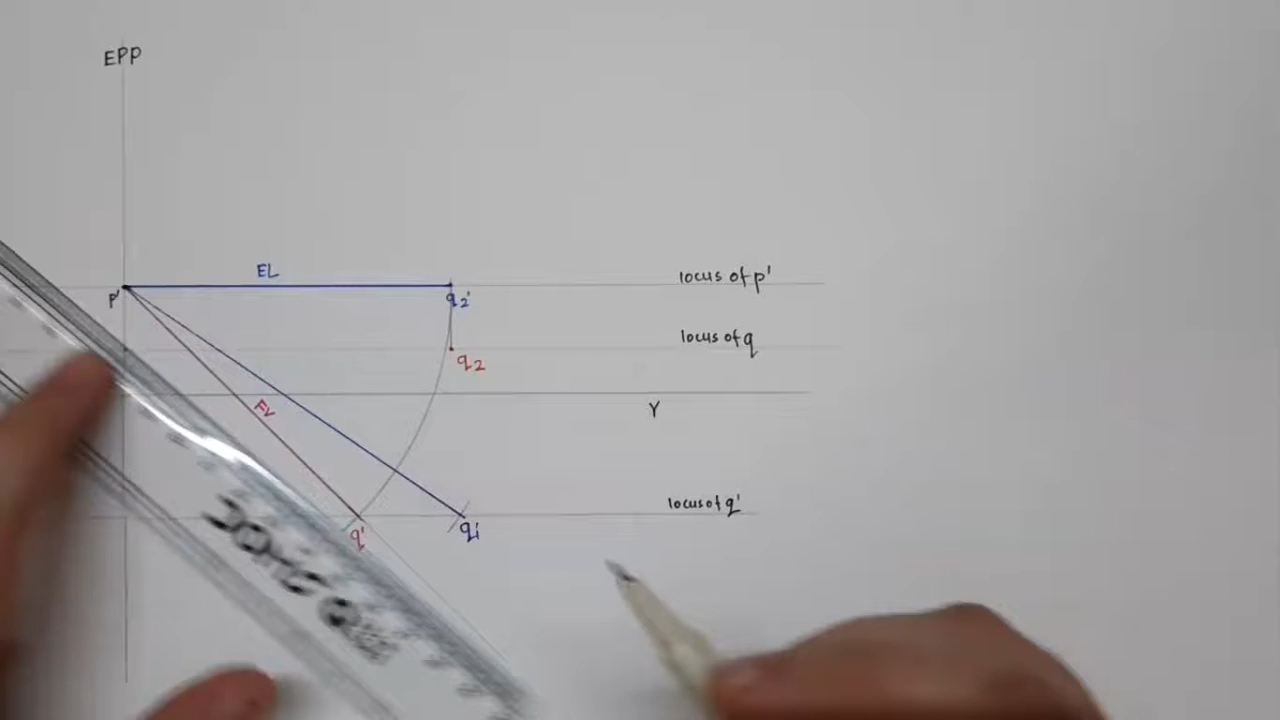 EPP
EL
locus of p'
p'
q2'
locus of q
q2
FV
Y
locus of q'
q'
q1'